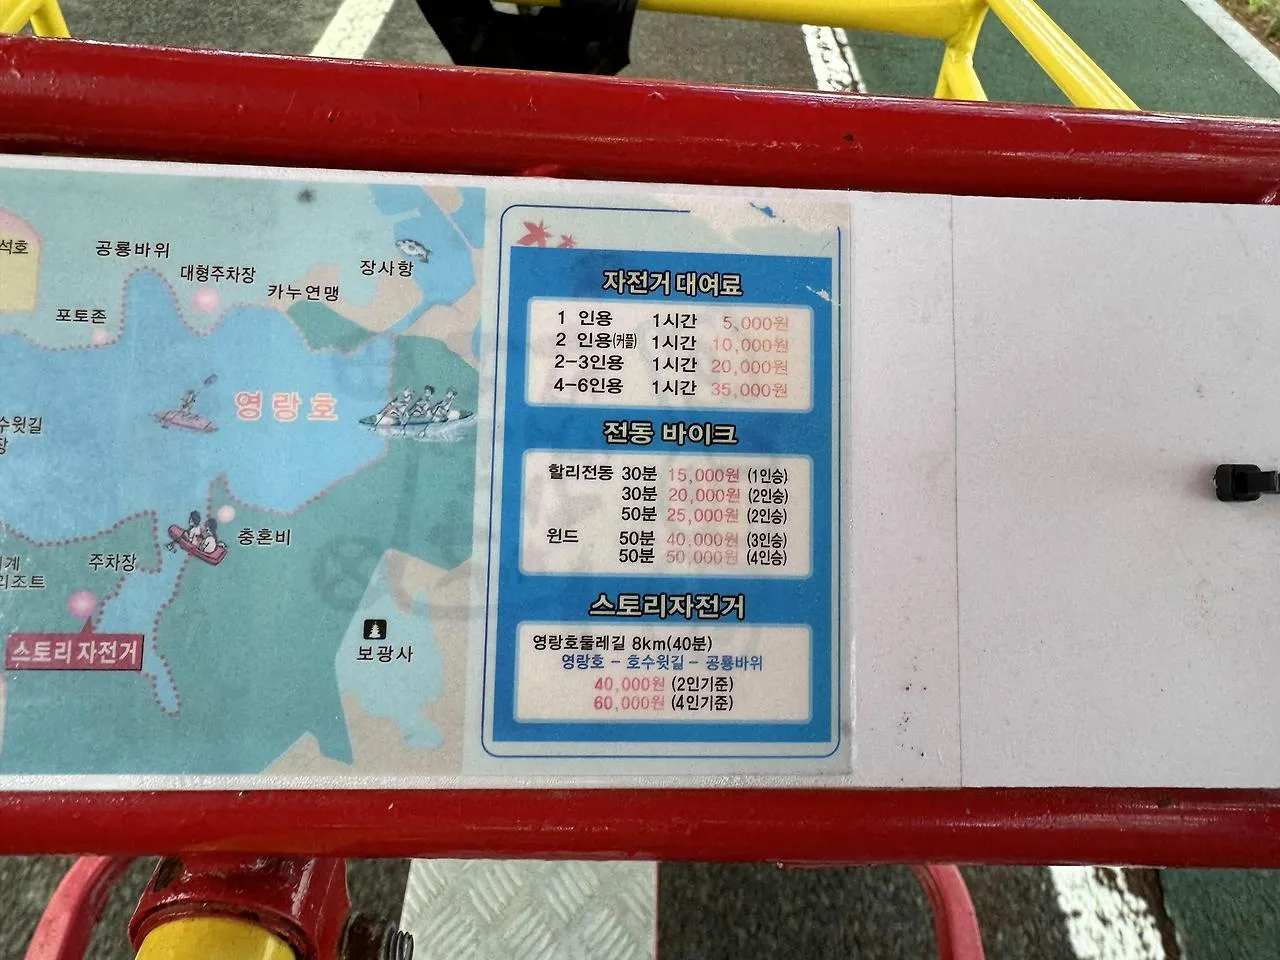 석호
공룡바위
대형주차장
장사항
카누연맹
포토존
영랑호
수윗길
장
충혼비
주차장
계
리조트
스토리 자전거
보광사
자전거 대여료
1 인용 1시간 5,000원
2 인용(커플) 1시간 10,000원
2-3인용 1시간 20,000원
4-6인용 1시간 35,000원
전동 바이크
할리전동 30분 15,000원 (1인승)
30분 20,000원 (2인승)
50분 25,000원 (2인승)
윈드 50분 40,000원 (3인승)
50분 50,000원 (4인승)
스토리자전거
영랑호둘레길 8km(40분)
영랑호 - 호수윗길 - 공룡바위
40,000원 (2인기준)
60,000원 (4인기준)